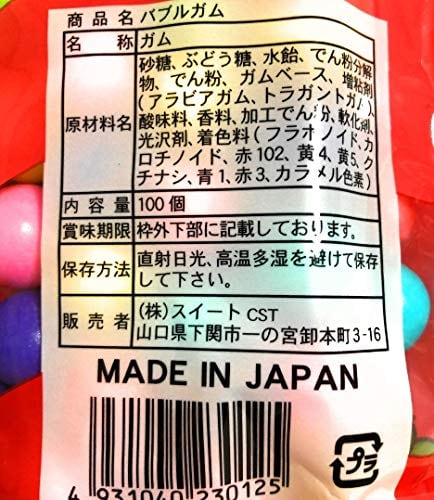 商品名 バブルガム
名称 ガム
原材料名 砂糖、ぶどう糖、水飴、でん粉分解
物、でん粉、ガムベース、増粘剤
(アラビアガム、トラガントガム)、
酸味料、香料、加工でん粉、軟化剤、
光沢剤、着色料(フラボノイド、カ
ロチノイド、赤102、黄4、黄5、ク
チナシ、青1、赤3、カラメル色素)
内容量 100個
賞味期限 枠外下部に記載しております。
保存方法 直射日光、高温多湿を避けて保存
して下さい。
販売者 (株)スイートCST
山口県下関市一の宮卸本町3-16
MADE IN JAPAN
4 931040 230125
プラ